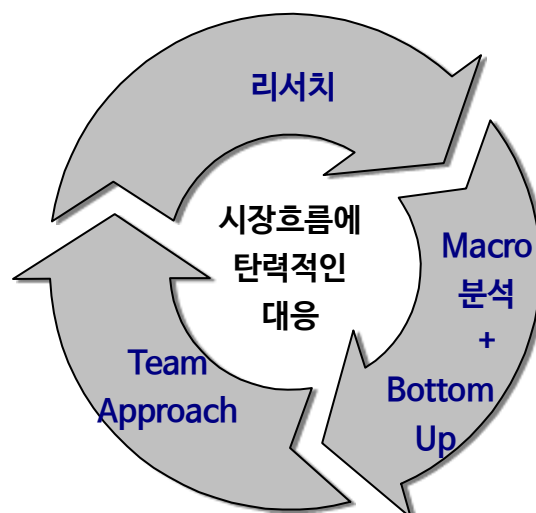 리서치
시장흐름에
탄력적인
대응
Macro
분석
+
Bottom
Up
Team
Approach